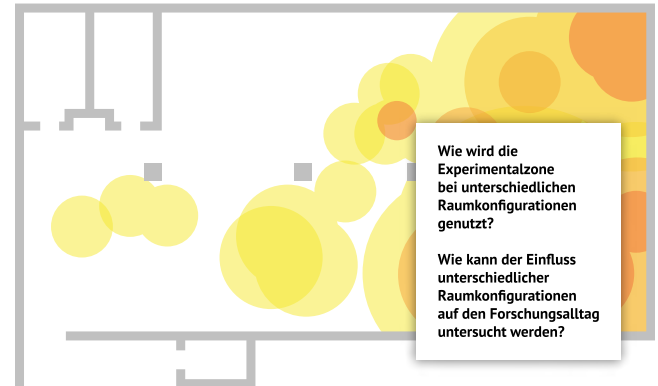 Wie wird die
Experimentalzone
bei unterschiedlichen
Raumkonfigurationen
genutzt?
Wie kann der Einfluss
unterschiedlicher
Raumkonfigurationen
auf den Forschungsalltag
untersucht werden?